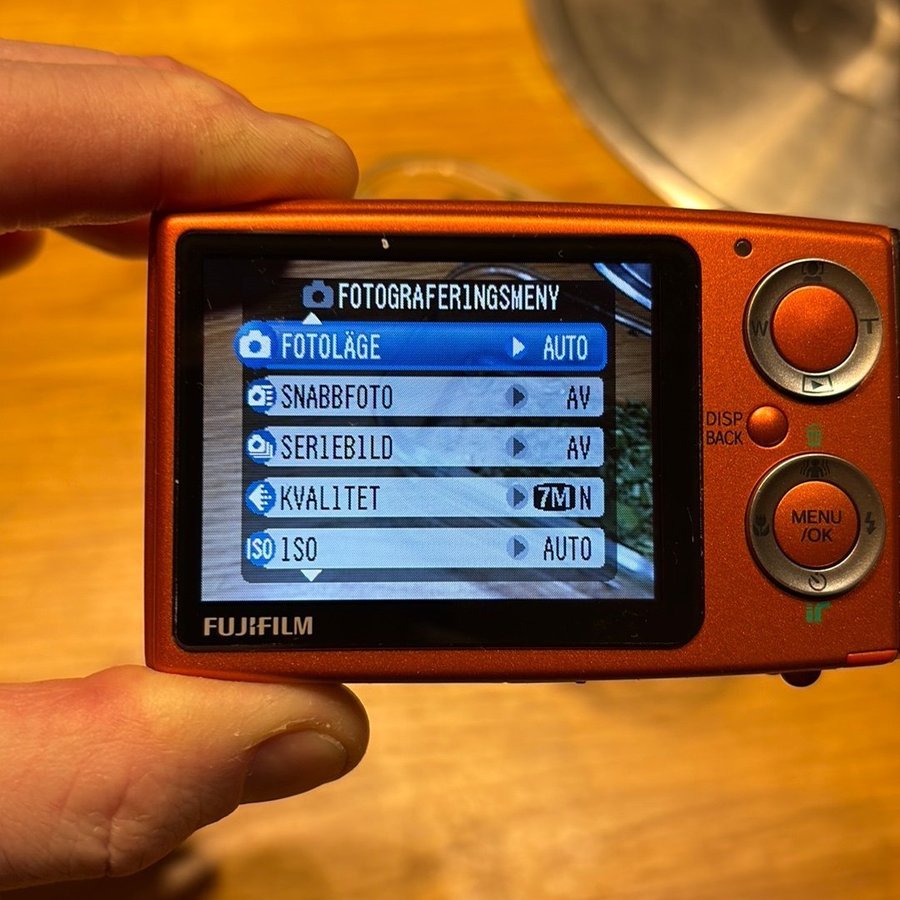 FOTOGRAFERINGSMENY
FOTOLÄGE AUTO
SNABBFOTO AV
SERIEBILD AV
KVALITET 7M N
ISO ISO AUTO
FUJIFILM
W T
DISP
BACK
MENU
/OK